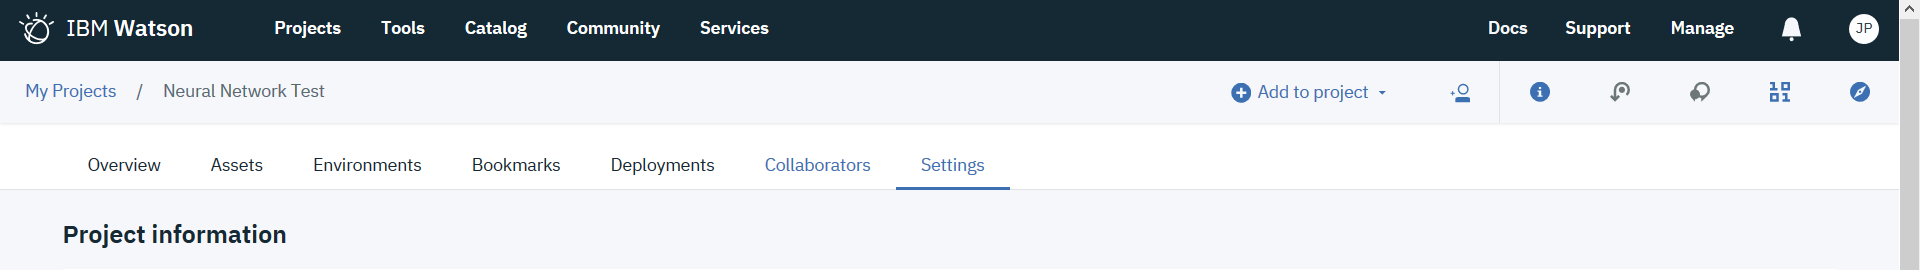 IBM Watson Projects Tools Catalog Community Services Docs Support Manage JP
My Projects / Neural Network Test Add to project
Overview Assets Environments Bookmarks Deployments Collaborators Settings
Project information